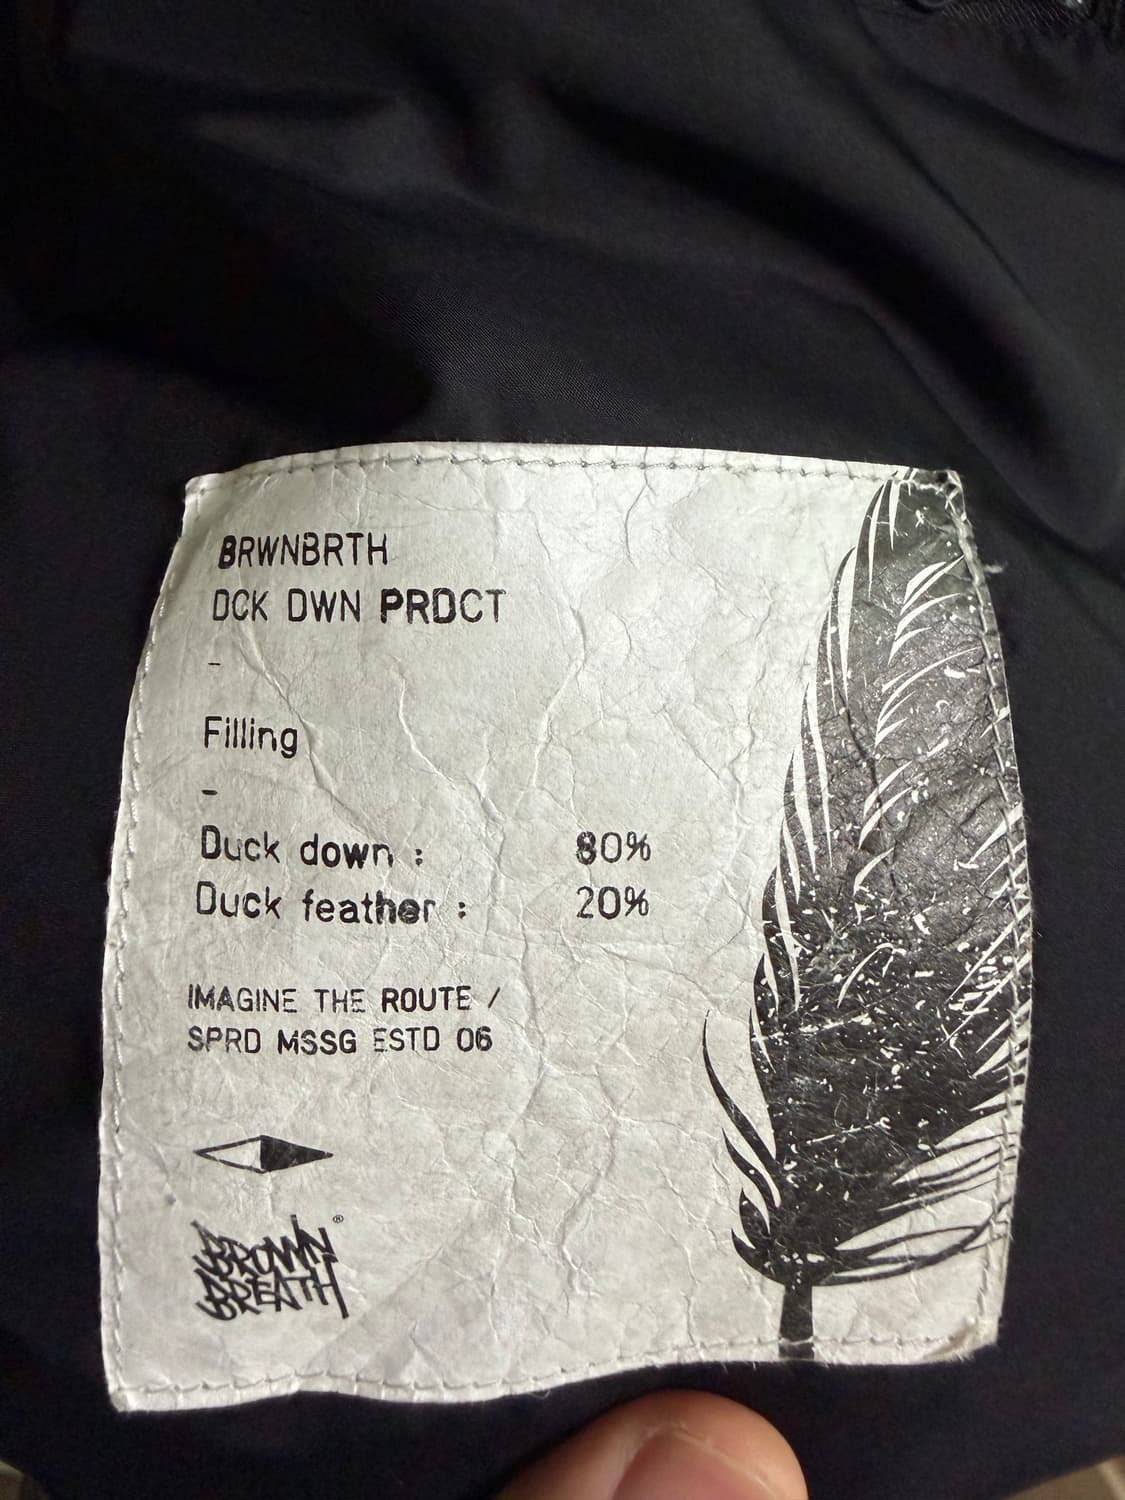 BRWNBRTH
DCK DWN PRDCT
-
Filling
-
Duck down : 80%
Duck feather : 20%
IMAGINE THE ROUTE /
SPRD MSSG ESTD 06
BROWN ®
BREATH